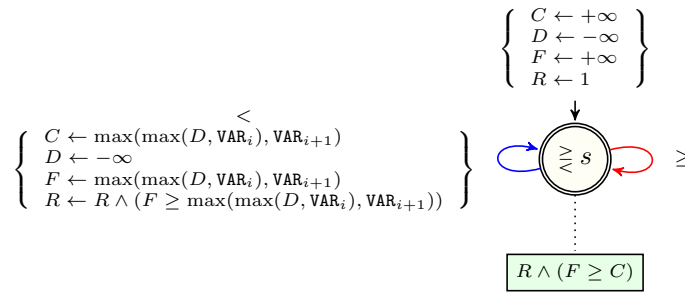 C ← +∞
D ← −∞
F ← +∞
R ← 1
<
C ← max(max(D, VAR_i), VAR_{i+1})
D ← −∞
F ← max(max(D, VAR_i), VAR_{i+1})
R ← R ∧ (F ≥ max(max(D, VAR_i), VAR_{i+1}))
≥
< s
≥
R ∧ (F ≥ C)